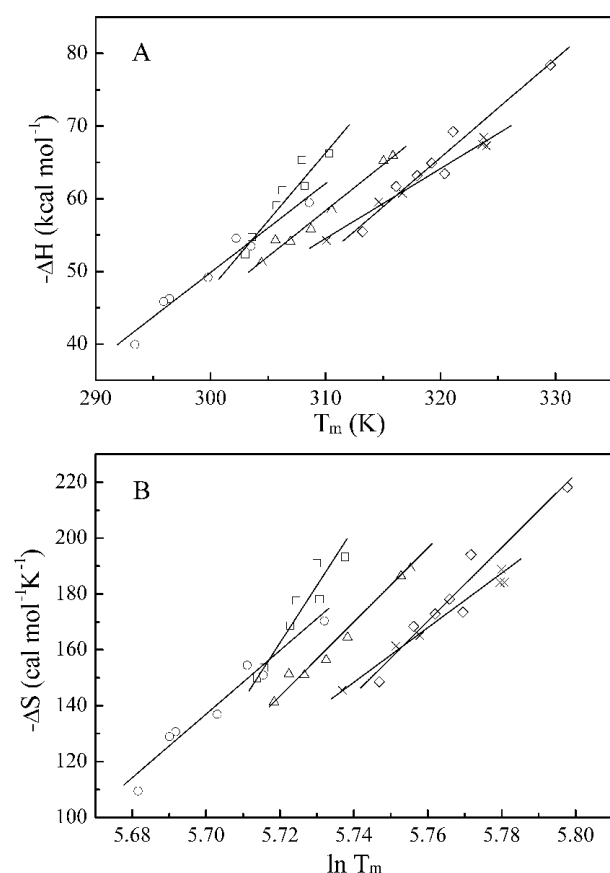 A
80
70
60
50
40
-ΔH (kcal mol⁻¹)
290 300 310 320 330
Tₘ (K)
B
220
200
180
160
140
120
100
-ΔS (cal mol⁻¹K⁻¹)
5.68 5.70 5.72 5.74 5.76 5.78 5.80
ln Tₘ